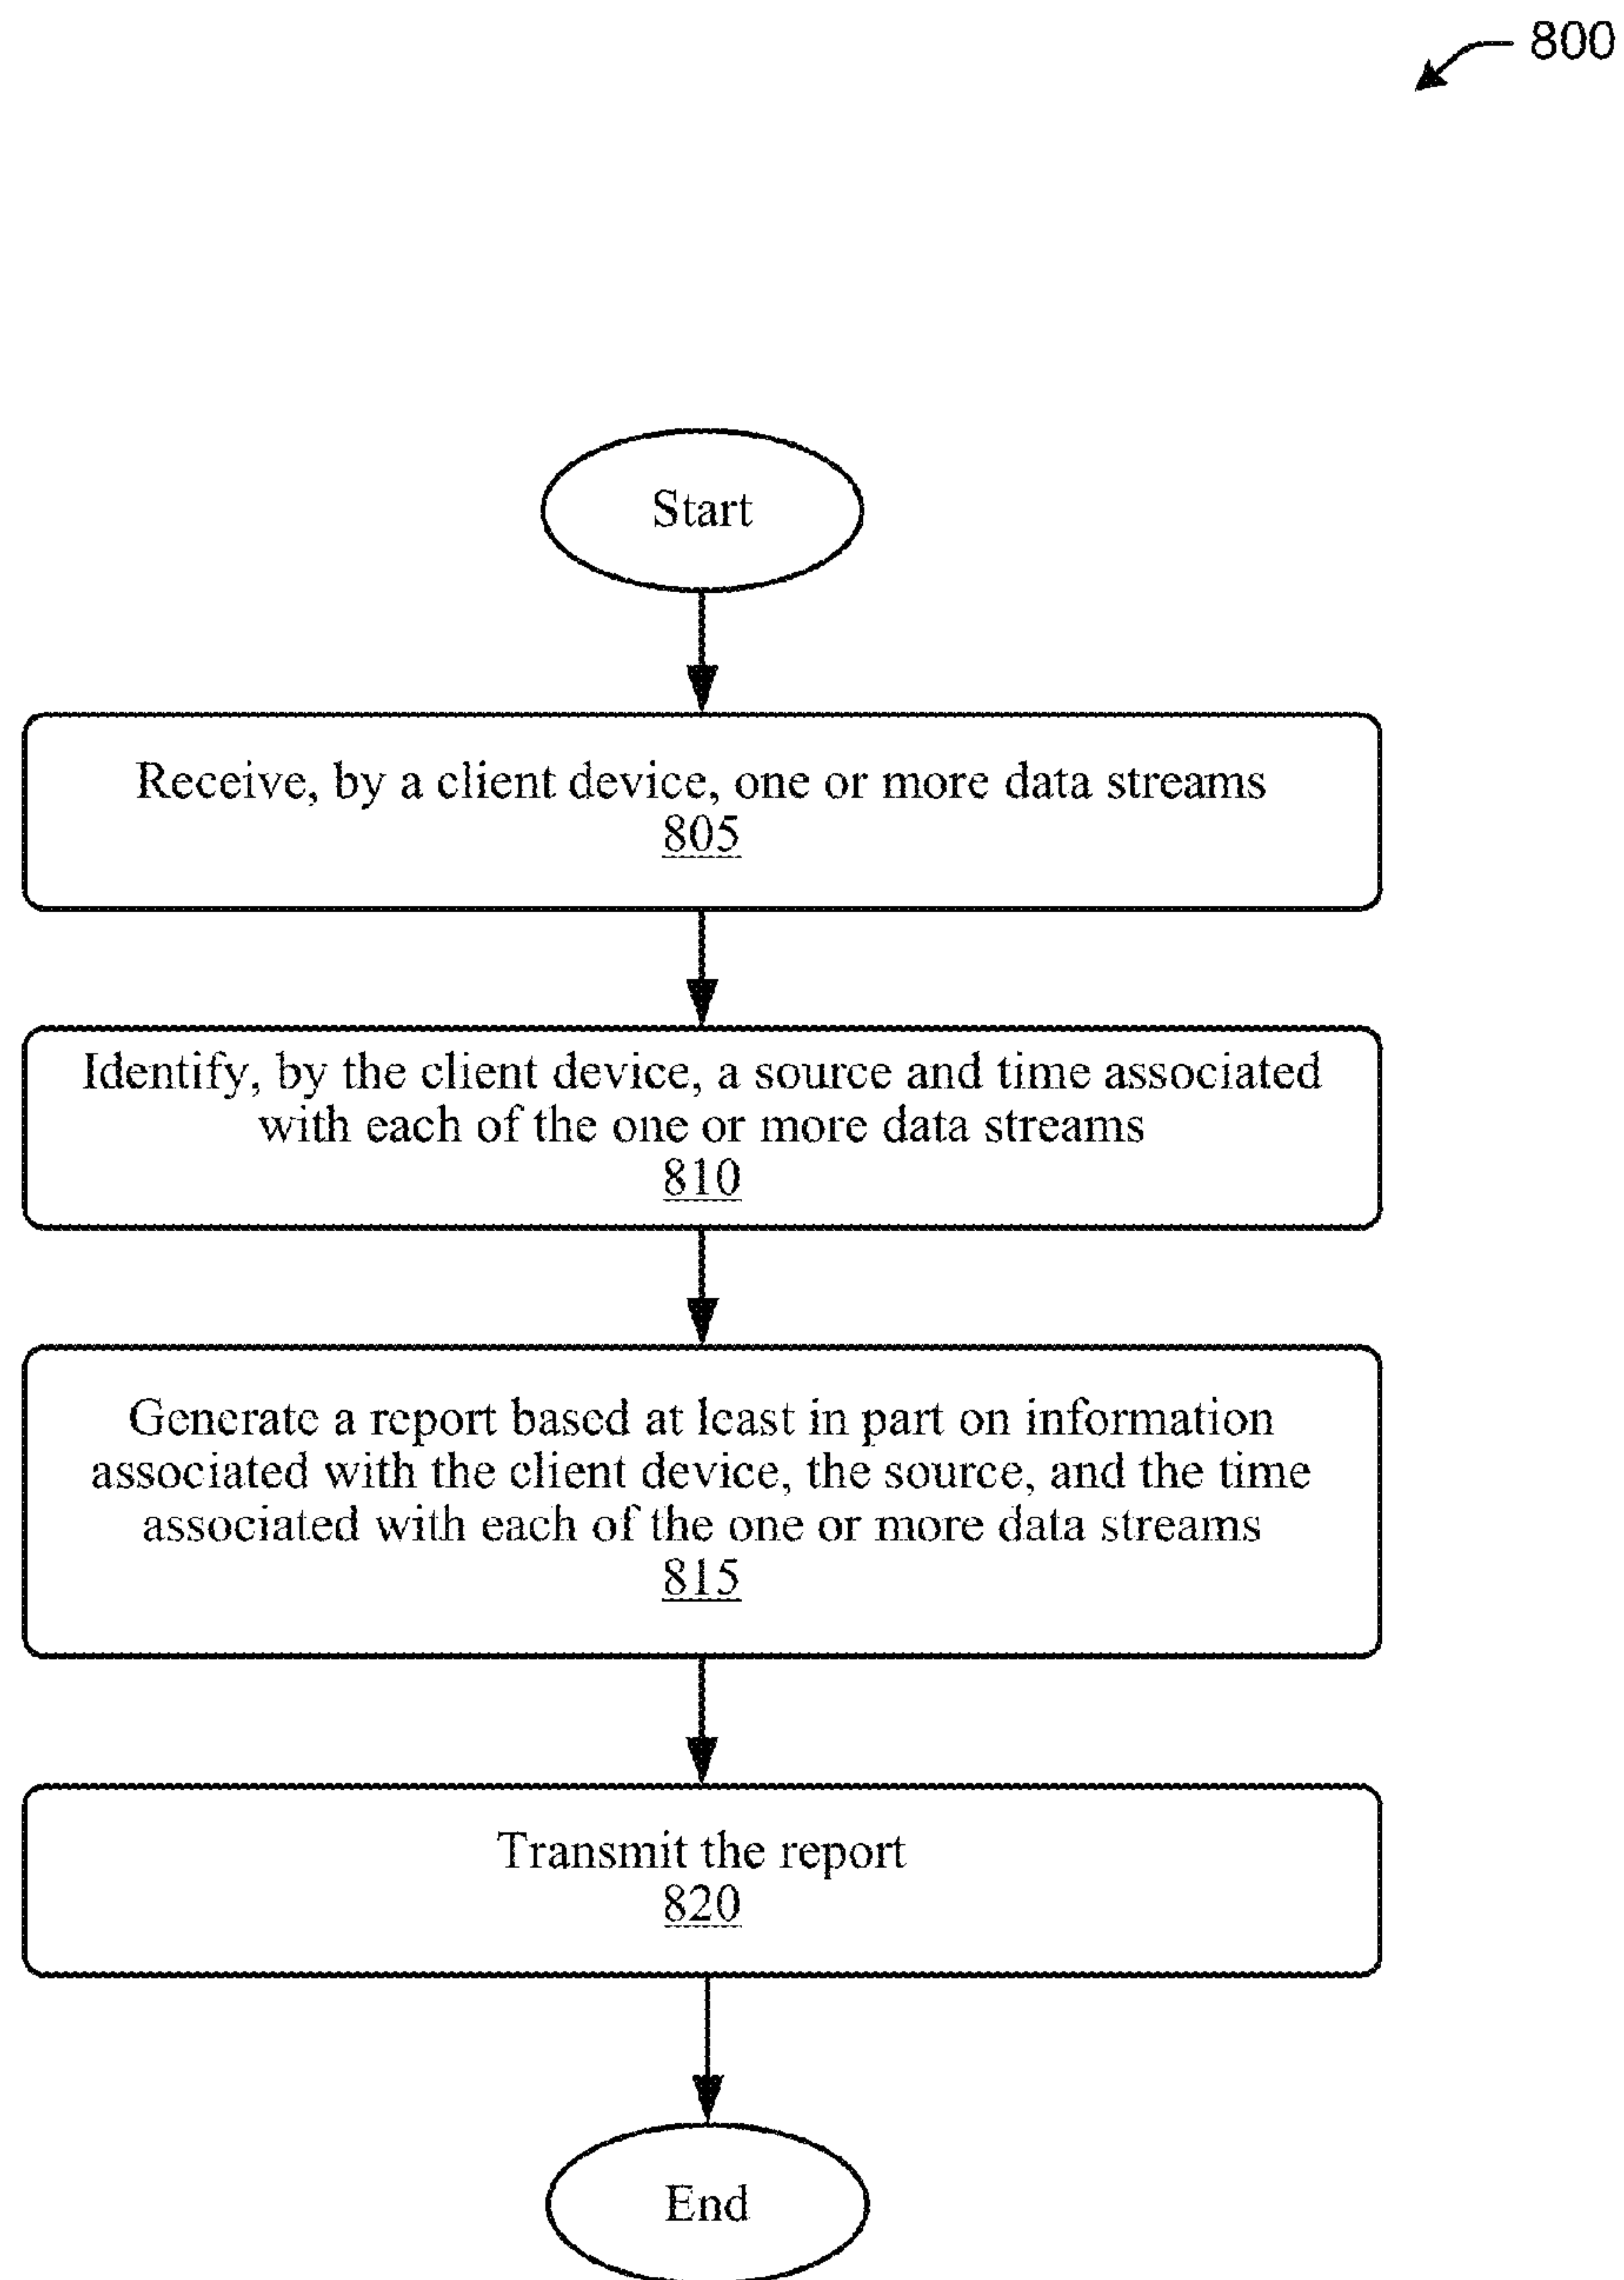 800
Start
Receive, by a client device, one or more data streams
805
Identify, by the client device, a source and time associated
with each of the one or more data streams
810
Generate a report based at least in part on information
associated with the client device, the source, and the time
associated with each of the one or more data streams
815
Transmit the report
820
End